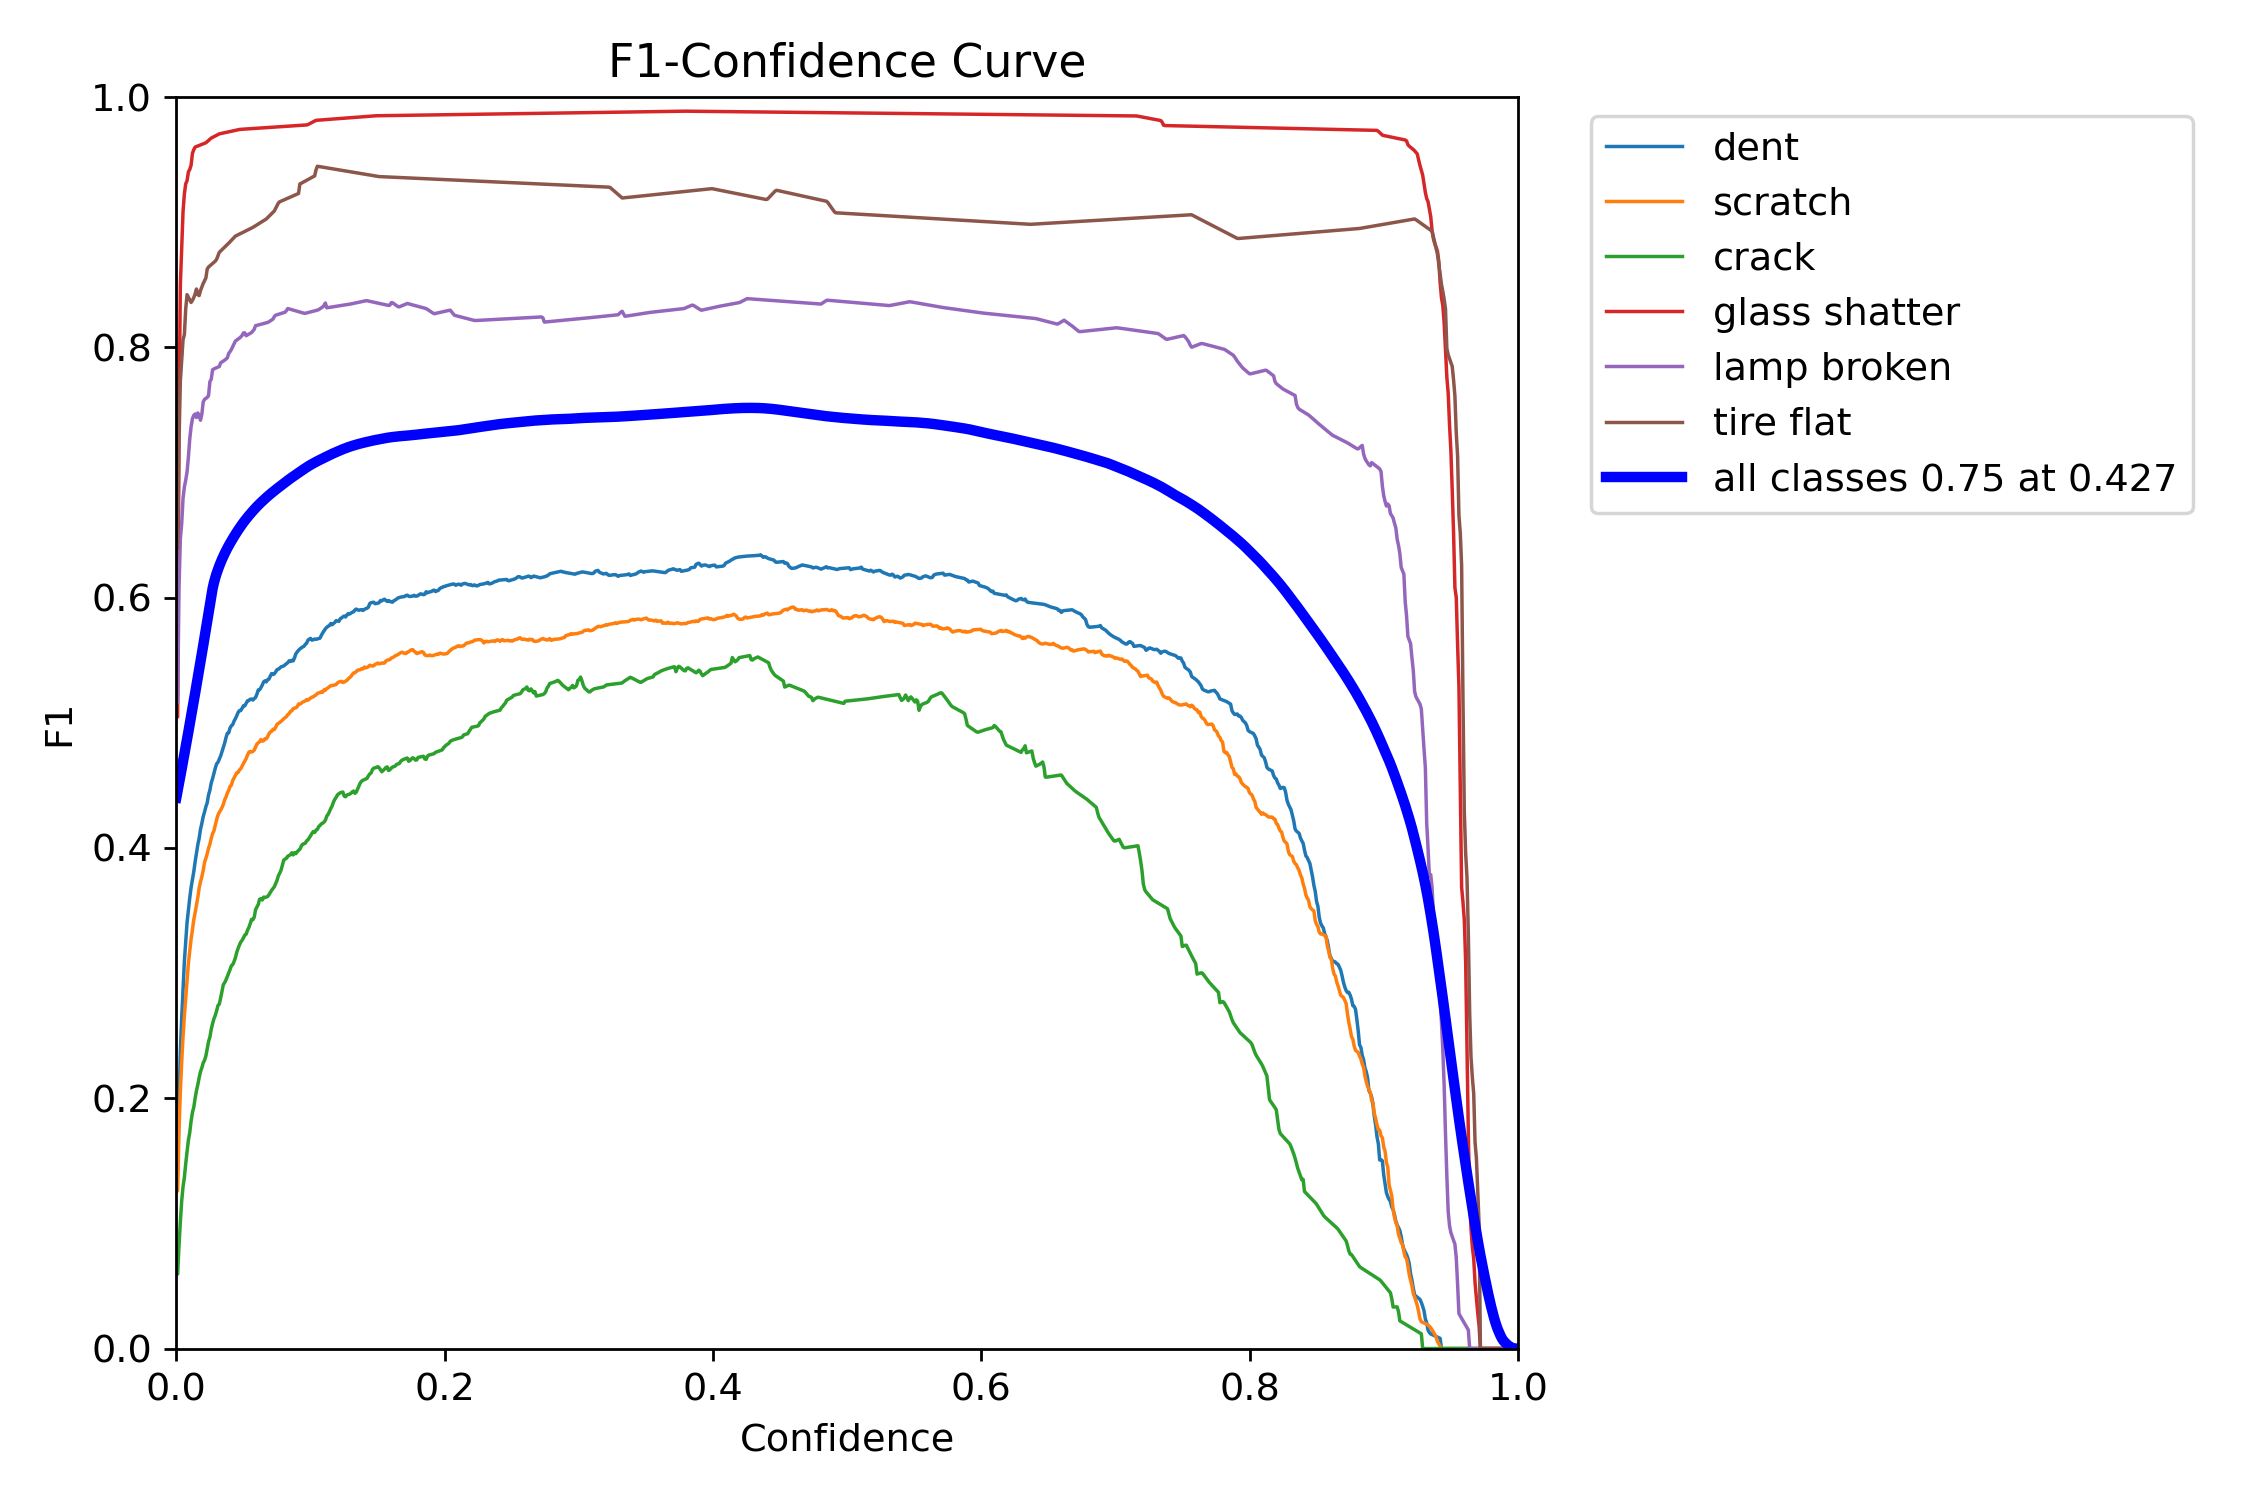 F1-Confidence Curve
1.0
0.8
0.6
0.4
0.2
0.0
F1
0.0 0.2 0.4 0.6 0.8 1.0
Confidence
dent
scratch
crack
glass shatter
lamp broken
tire flat
all classes 0.75 at 0.427